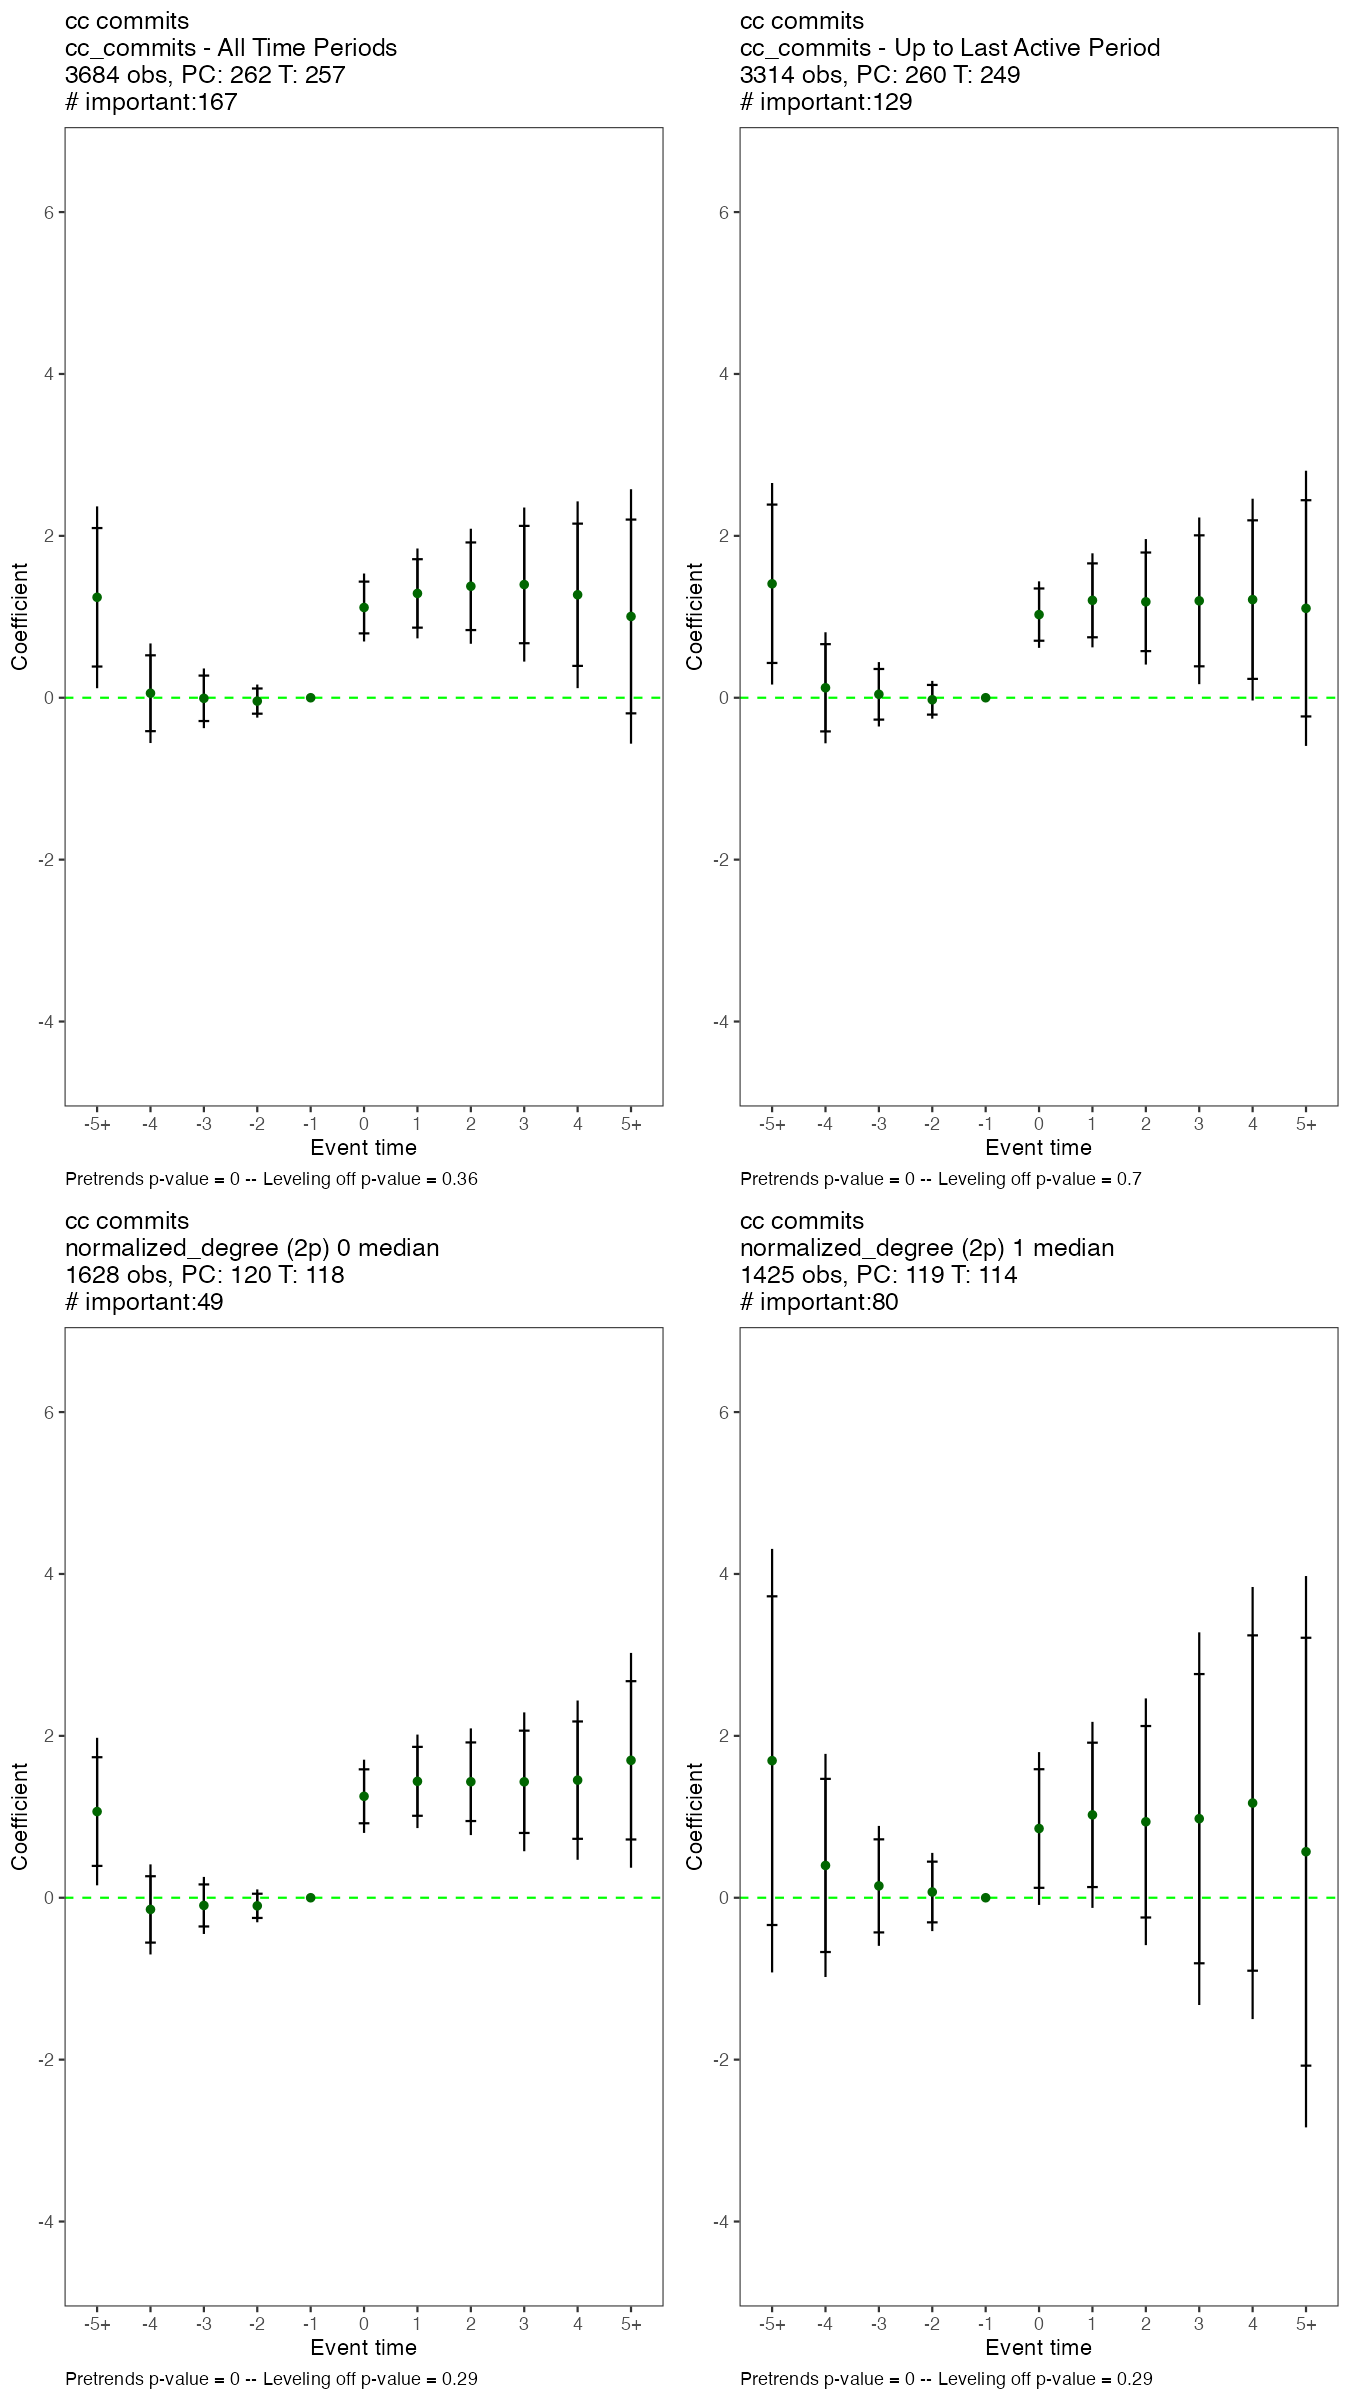 cc commits
cc_commits - All Time Periods
3684 obs, PC: 262 T: 257
# important:167
6
4
2
0
-2
-4
Coefficient
-5+ -4 -3 -2 -1 0 1 2 3 4 5+
Event time
Pretrends p-value = 0 -- Leveling off p-value = 0.36
cc commits
cc_commits - Up to Last Active Period
3314 obs, PC: 260 T: 249
# important:129
6
4
2
0
-2
-4
Coefficient
-5+ -4 -3 -2 -1 0 1 2 3 4 5+
Event time
Pretrends p-value = 0 -- Leveling off p-value = 0.7
cc commits
normalized_degree (2p) 0 median
1628 obs, PC: 120 T: 118
# important:49
6
4
2
0
-2
-4
Coefficient
-5+ -4 -3 -2 -1 0 1 2 3 4 5+
Event time
Pretrends p-value = 0 -- Leveling off p-value = 0.29
cc commits
normalized_degree (2p) 1 median
1425 obs, PC: 119 T: 114
# important:80
6
4
2
0
-2
-4
Coefficient
-5+ -4 -3 -2 -1 0 1 2 3 4 5+
Event time
Pretrends p-value = 0 -- Leveling off p-value = 0.29